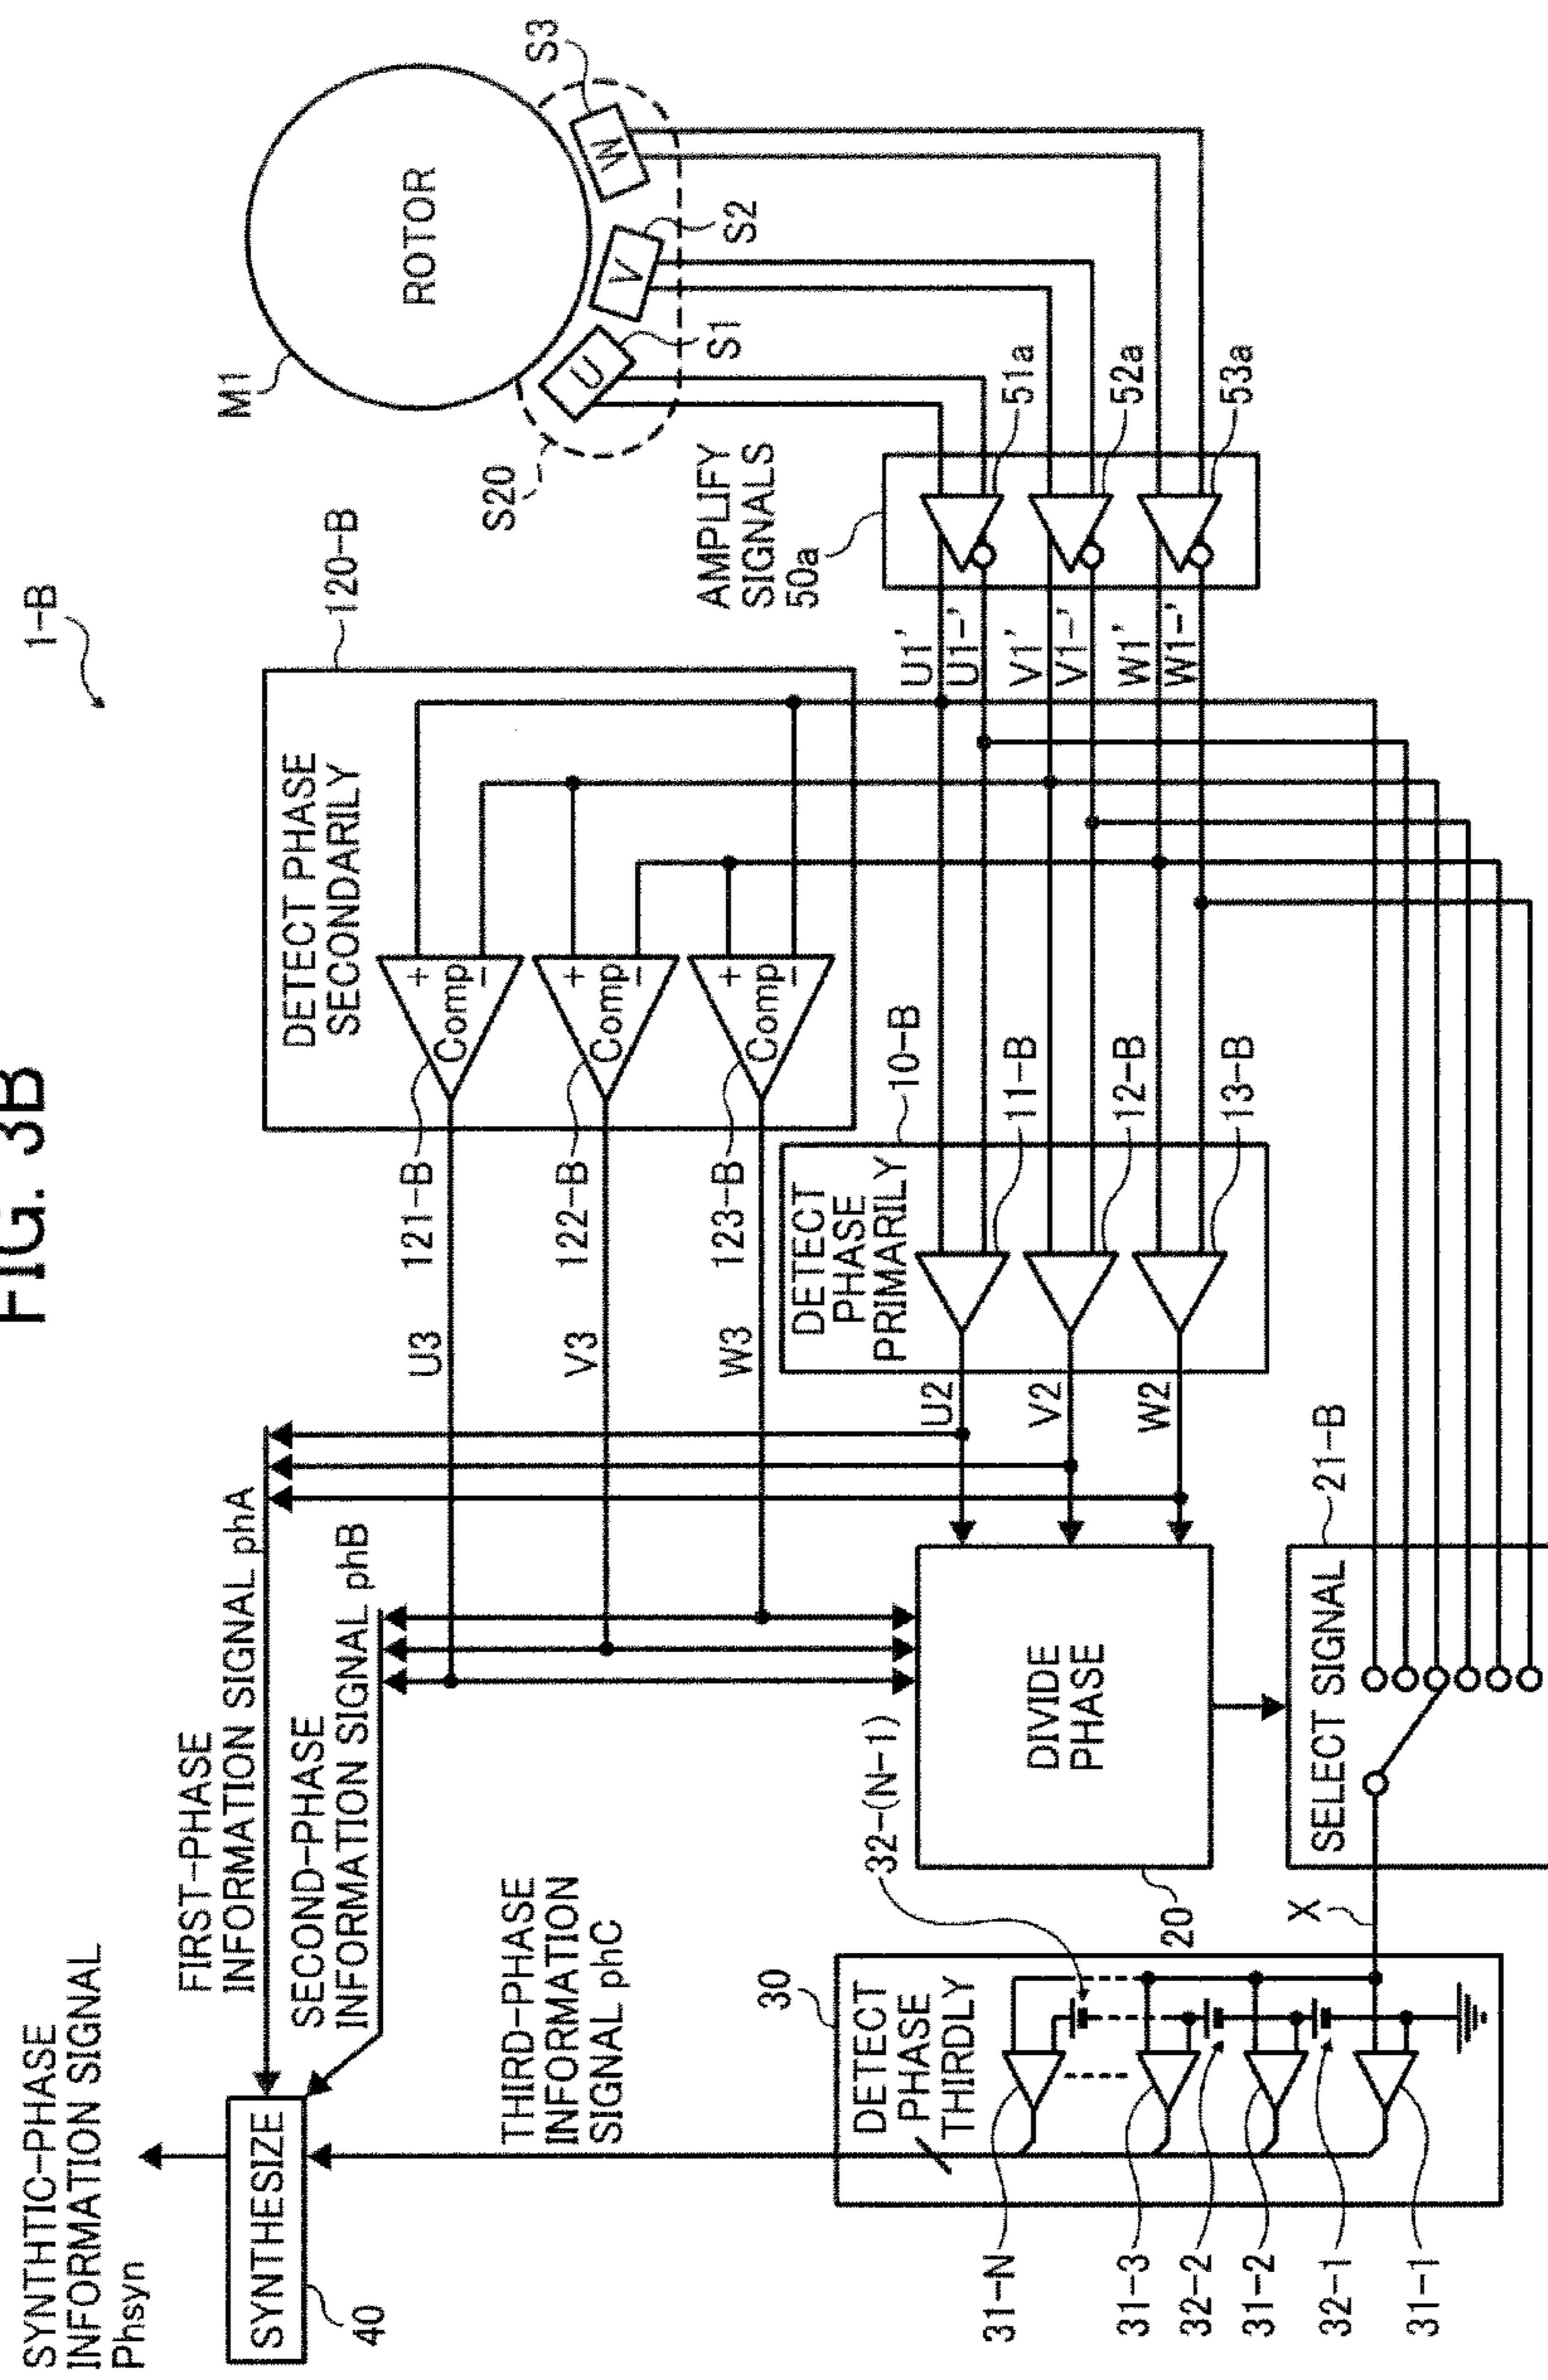 FIG. 3B
1-B
SYNTHTIC-PHASE
INFORMATION SIGNAL
Phsyn
SYNTHESIZE
40
FIRST-PHASE
INFORMATION SIGNAL phA
SECOND-PHASE
INFORMATION SIGNAL phB
THIRD-PHASE
INFORMATION
SIGNAL phC
U3
V3
W3
121-B
122-B
123-B
DETECT PHASE
SECONDARILY
120-B
+
Comp
-
+
Comp
-
+
Comp
-
M1
ROTOR
S20
U
S1
V
S2
W
S3
AMPLIFY
SIGNALS
50a
51a
52a
53a
U1'
U1-'
V1'
V1-'
W1'
W1-'
DETECT
PHASE
PRIMARILY
10-B
11-B
12-B
13-B
U2
V2
W2
DIVIDE
PHASE
20
SELECT SIGNAL
21-B
X
30
DETECT
PHASE
THIRDLY
32-(N-1)
31-N
31-3
32-2
31-2
32-1
31-1